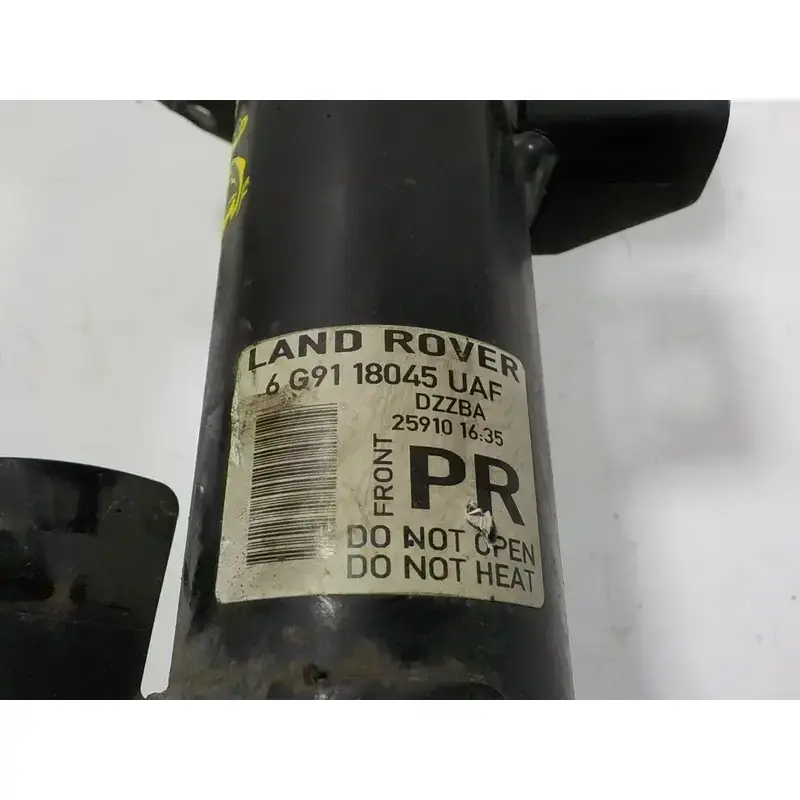 LAND ROVER
6 G91 18045 UAF
DZZBA
25910 16:35
FRONT
PR
DO NOT OPEN
DO NOT HEAT